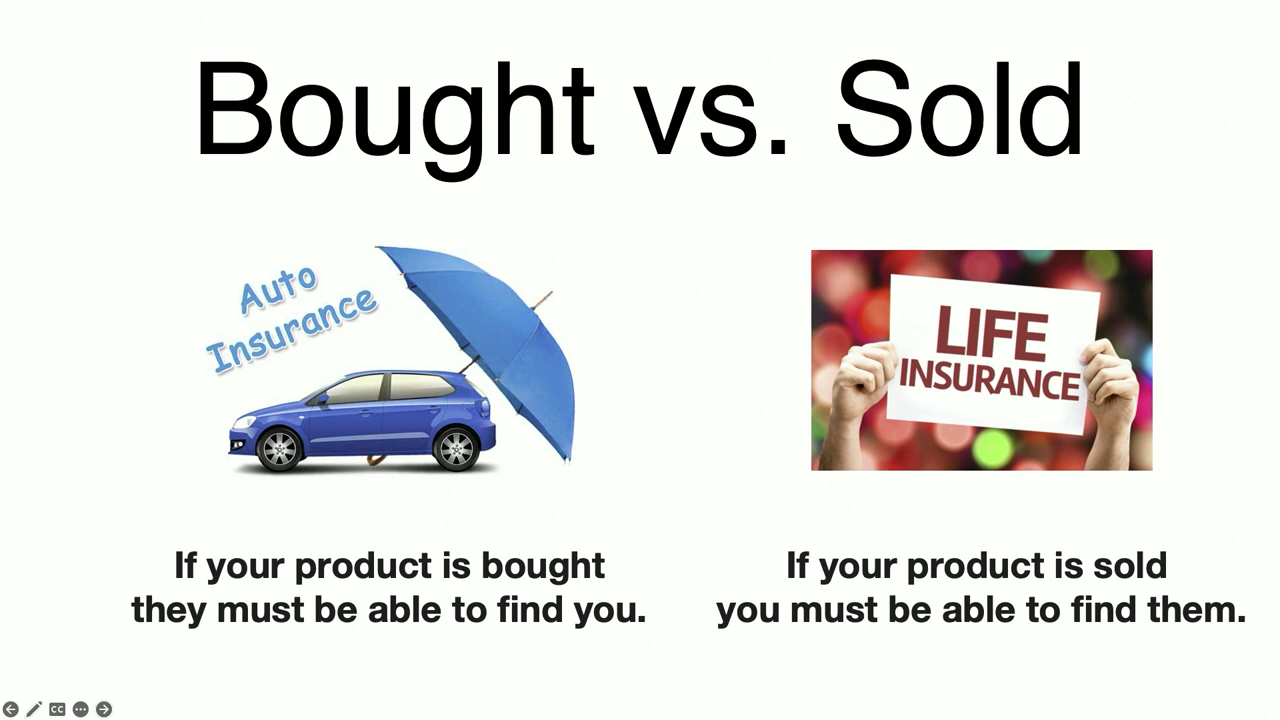 Bought vs. Sold
Auto
Insurance
LIFE
INSURANCE
If your product is bought
they must be able to find you.
If your product is sold
you must be able to find them.
CC